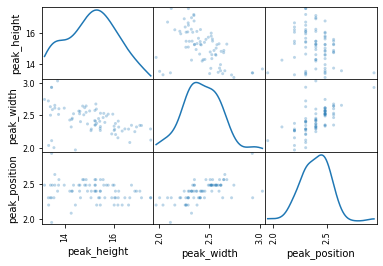 peak_height
16
14
peak_width
3.0
2.5
2.0
peak_position
2.5
2.0
14
16
2.0
2.5
3.0
2.0
2.5
peak_height
peak_width
peak_position